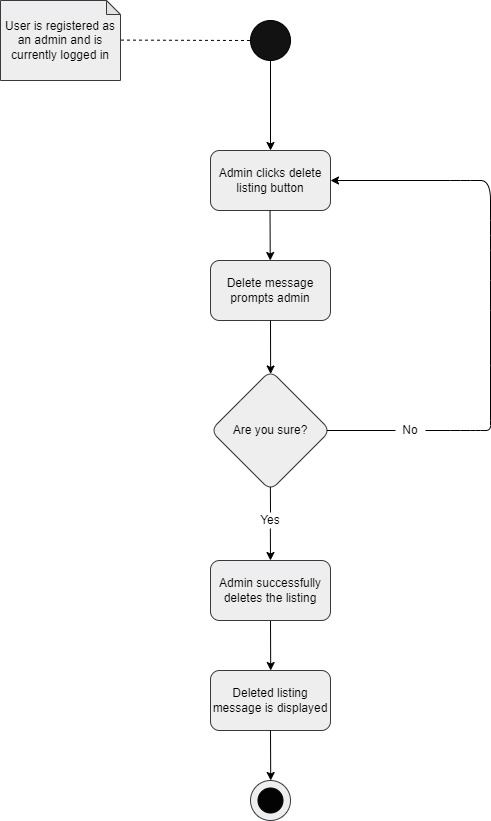 User is registered as
an admin and is
currently logged in
Admin clicks delete
listing button
Delete message
prompts admin
Are you sure?
No
Yes
Admin successfully
deletes the listing
Deleted listing
message is displayed